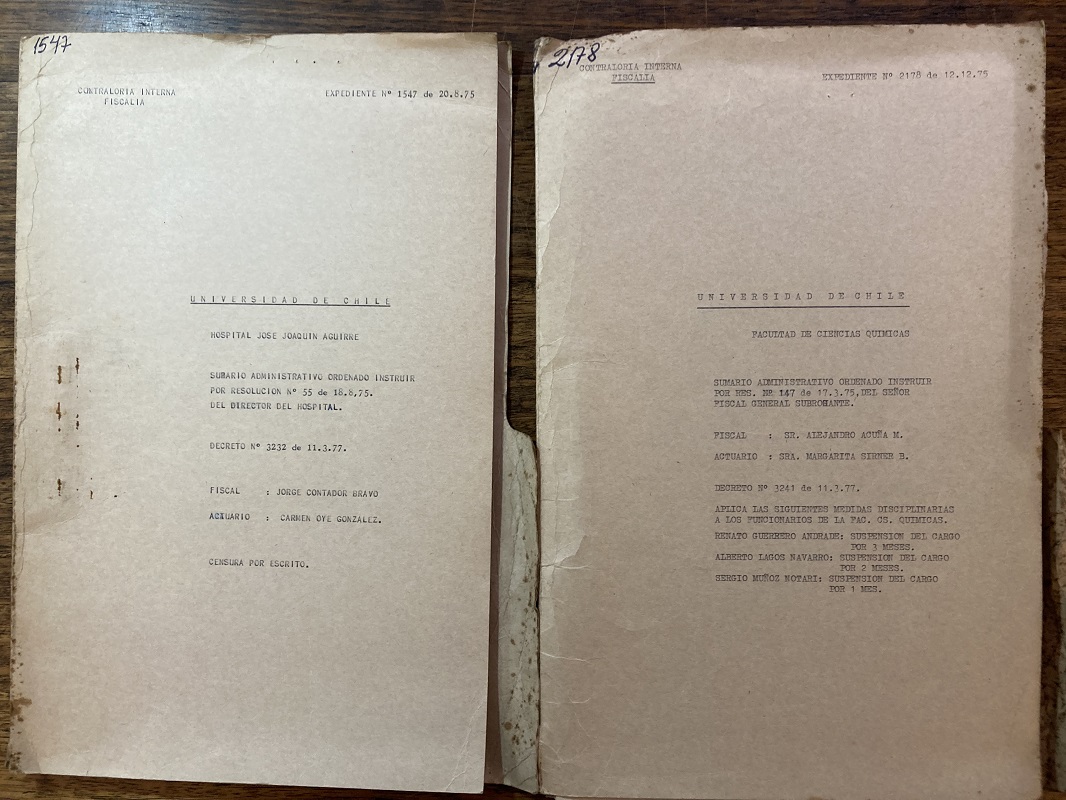 1547
CONTRALORIA INTERNA
FISCALIA
EXPEDIENTE Nº 1547 de 20.8.75
UNIVERSIDAD DE CHILE
HOSPITAL JOSE JOAQUIN AGUIRRE
SUMARIO ADMINISTRATIVO ORDENADO INSTRUIR
POR RESOLUCION Nº 55 de 18.8,75.
DEL DIRECTOR DEL HOSPITAL.
DECRETO Nº 3232 de 11.3.77.
FISCAL : JORGE CONTADOR BRAVO
ACTUARIO : CARMEN OYE GONZALEZ.
CENSURA POR ESCRITO.
2178
CONTRALORIA INTERNA
FISCALIA
EXPEDIENTE Nº 2178 de 12.12.75
UNIVERSIDAD DE CHILE
FACULTAD DE CIENCIAS QUIMICAS
SUMARIO ADMINISTRATIVO ORDENADO INSTRUIR
POR RES. Nº 147 de 17.3.75,DEL SEÑOR
FISCAL GENERAL SUBROGANTE.
FISCAL : SR. ALEJANDRO ACUÑA M.
ACTUARIO : SRA. MARGARITA SIRNER B.
DECRETO Nº 3241 de 11.3.77.
APLICA LAS SIGUIENTES MEDIDAS DISCIPLINARIAS
A LOS FUNCIONARIOS DE LA FAC. CS. QUIMICAS.
RENATO GUERRERO ANDRADE: SUSPENSION DEL CARGO
POR 3 MESES.
ALBERTO LAGOS NAVARRO: SUSPENSION DEL CARGO
POR 2 MESES.
SERGIO MUÑOZ NOTARI: SUSPENSION DEL CARGO
POR 1 MES.